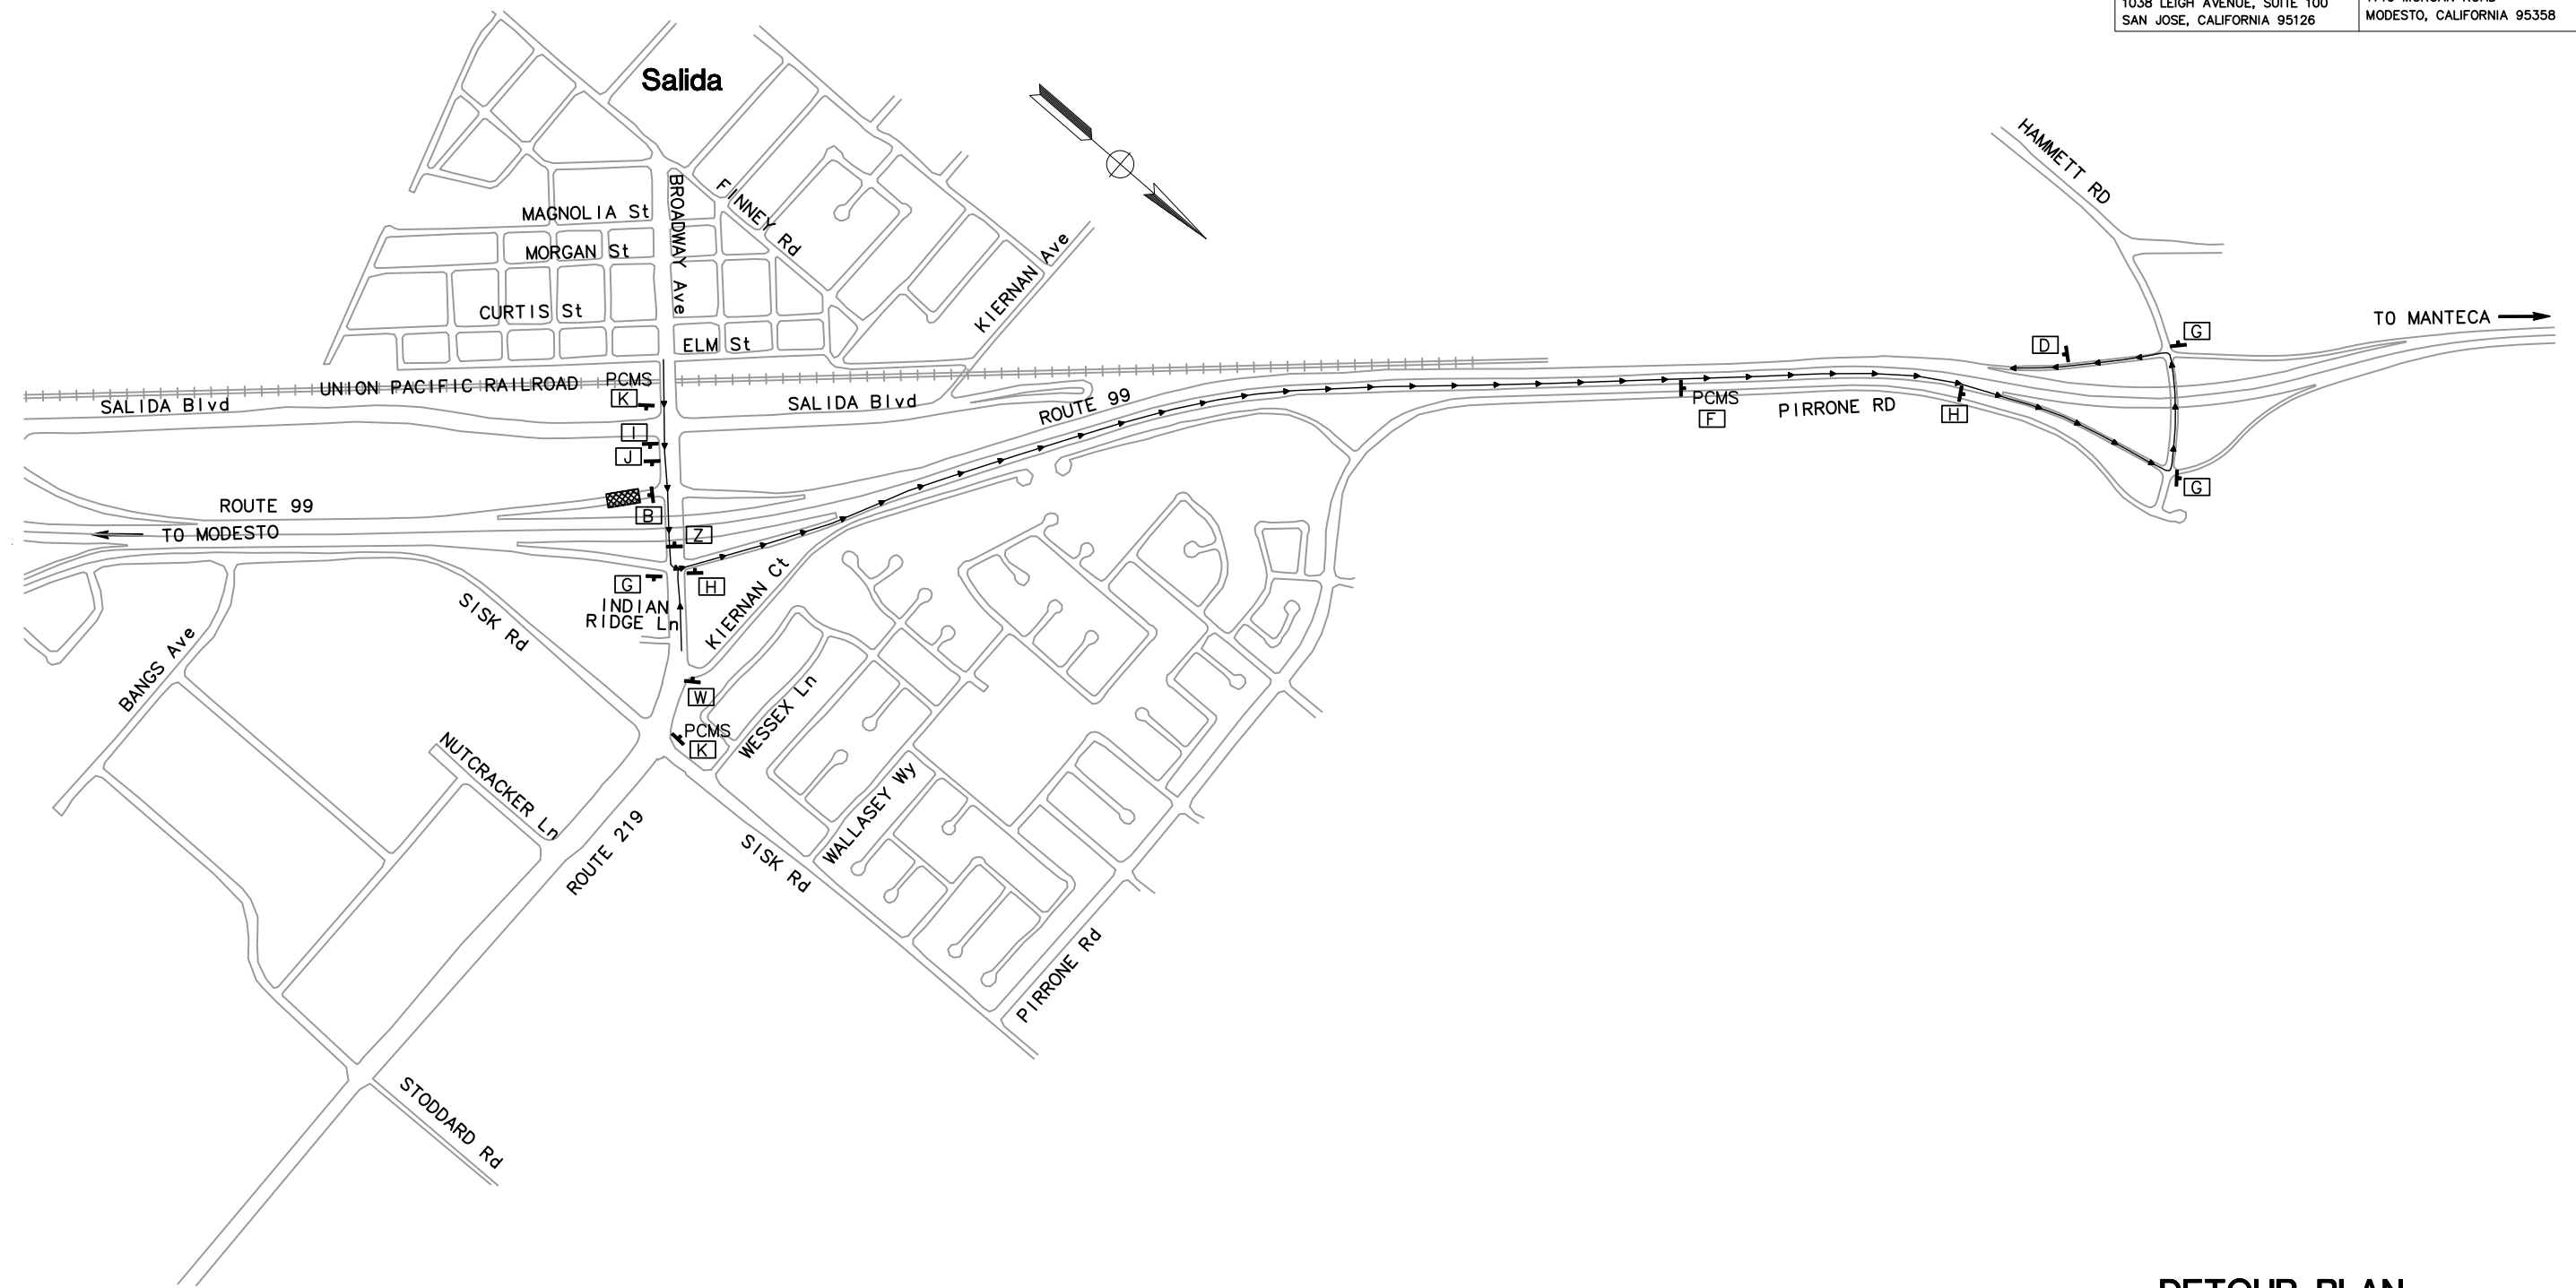 1038 LEIGH AVENUE, SUITE 100
SAN JOSE, CALIFORNIA 95126
MODESTO, CALIFORNIA 95358
Salida
HAMMETT RD
MAGNOLIA St
BROADWAY Ave
FINNEY Rd
MORGAN St
KIERNAN Ave
CURTIS St
ELM St
TO MANTECA
G
D
UNION PACIFIC RAILROAD
PCMS
K
SALIDA Blvd
SALIDA Blvd
ROUTE 99
PCMS
F
PIRRONE RD
H
I
J
G
ROUTE 99
B
TO MODESTO
Z
G
H
INDIAN
RIDGE Ln
KIERNAN Ct
SISK Rd
BANGS Ave
W
PCMS
K
WESSEX Ln
NUTCRACKER Ln
WALLASEY Wy
ROUTE 219
SISK Rd
PIRRONE Rd
STODDARD Rd
DETOUR PLAN